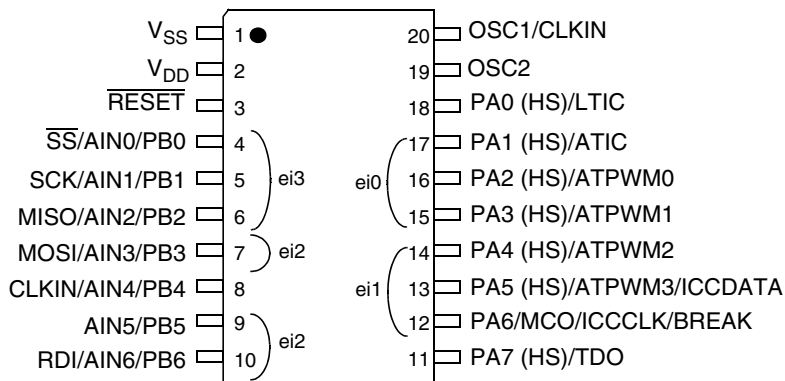 V_SS 1 20 OSC1/CLKIN
V_DD 2 19 OSC2
RESET 3 18 PA0 (HS)/LTIC
SS/AIN0/PB0 4 17 PA1 (HS)/ATIC
SCK/AIN1/PB1 5 ei3 ei0 16 PA2 (HS)/ATPWM0
MISO/AIN2/PB2 6 15 PA3 (HS)/ATPWM1
MOSI/AIN3/PB3 7 ei2 14 PA4 (HS)/ATPWM2
CLKIN/AIN4/PB4 8 ei1 13 PA5 (HS)/ATPWM3/ICCDATA
AIN5/PB5 9 12 PA6/MCO/ICCCLK/BREAK
RDI/AIN6/PB6 10 ei2 11 PA7 (HS)/TDO